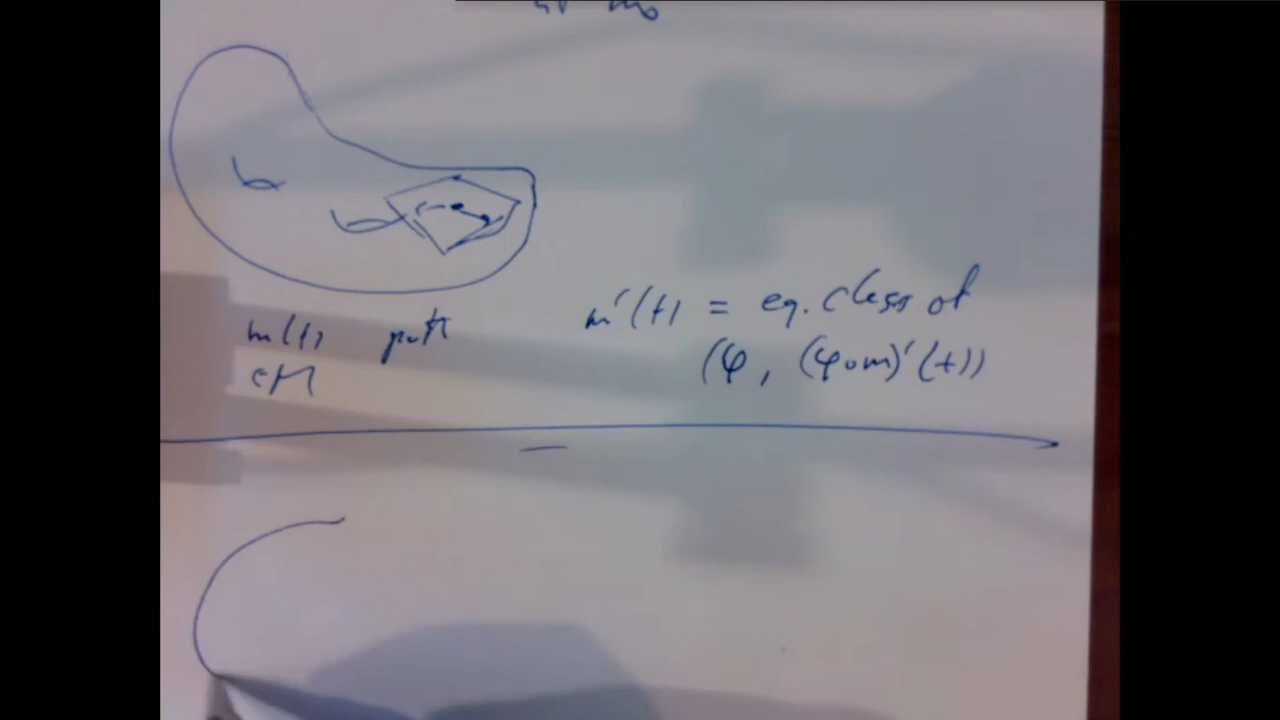 m(t) path
∈M
m'(t) = eq. class of
(φ, (φ∘m)'(t))